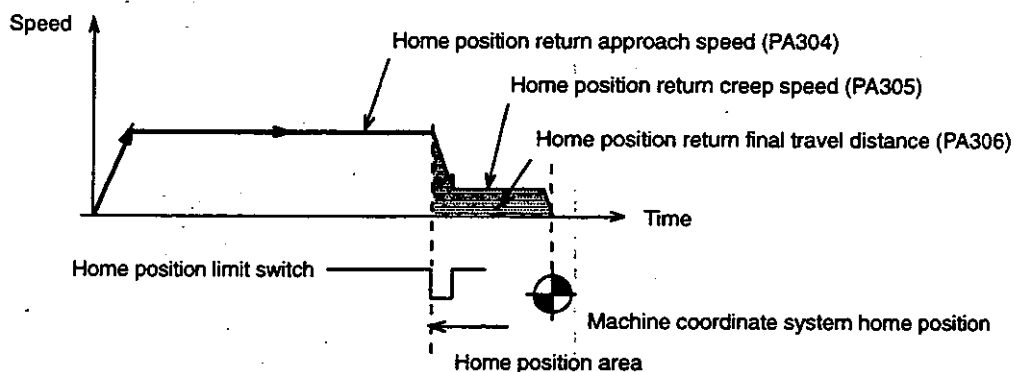 Speed
Home position return approach speed (PA304)
Home position return creep speed (PA305)
Home position return final travel distance (PA306)
Time
Home position limit switch
Machine coordinate system home position
Home position area